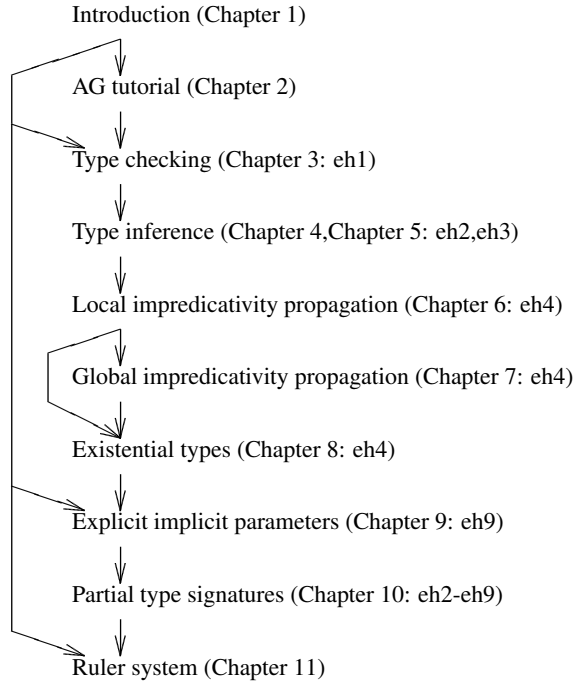 Introduction (Chapter 1)
AG tutorial (Chapter 2)
Type checking (Chapter 3: eh1)
Type inference (Chapter 4,Chapter 5: eh2,eh3)
Local impredicativity propagation (Chapter 6: eh4)
Global impredicativity propagation (Chapter 7: eh4)
Existential types (Chapter 8: eh4)
Explicit implicit parameters (Chapter 9: eh9)
Partial type signatures (Chapter 10: eh2-eh9)
Ruler system (Chapter 11)